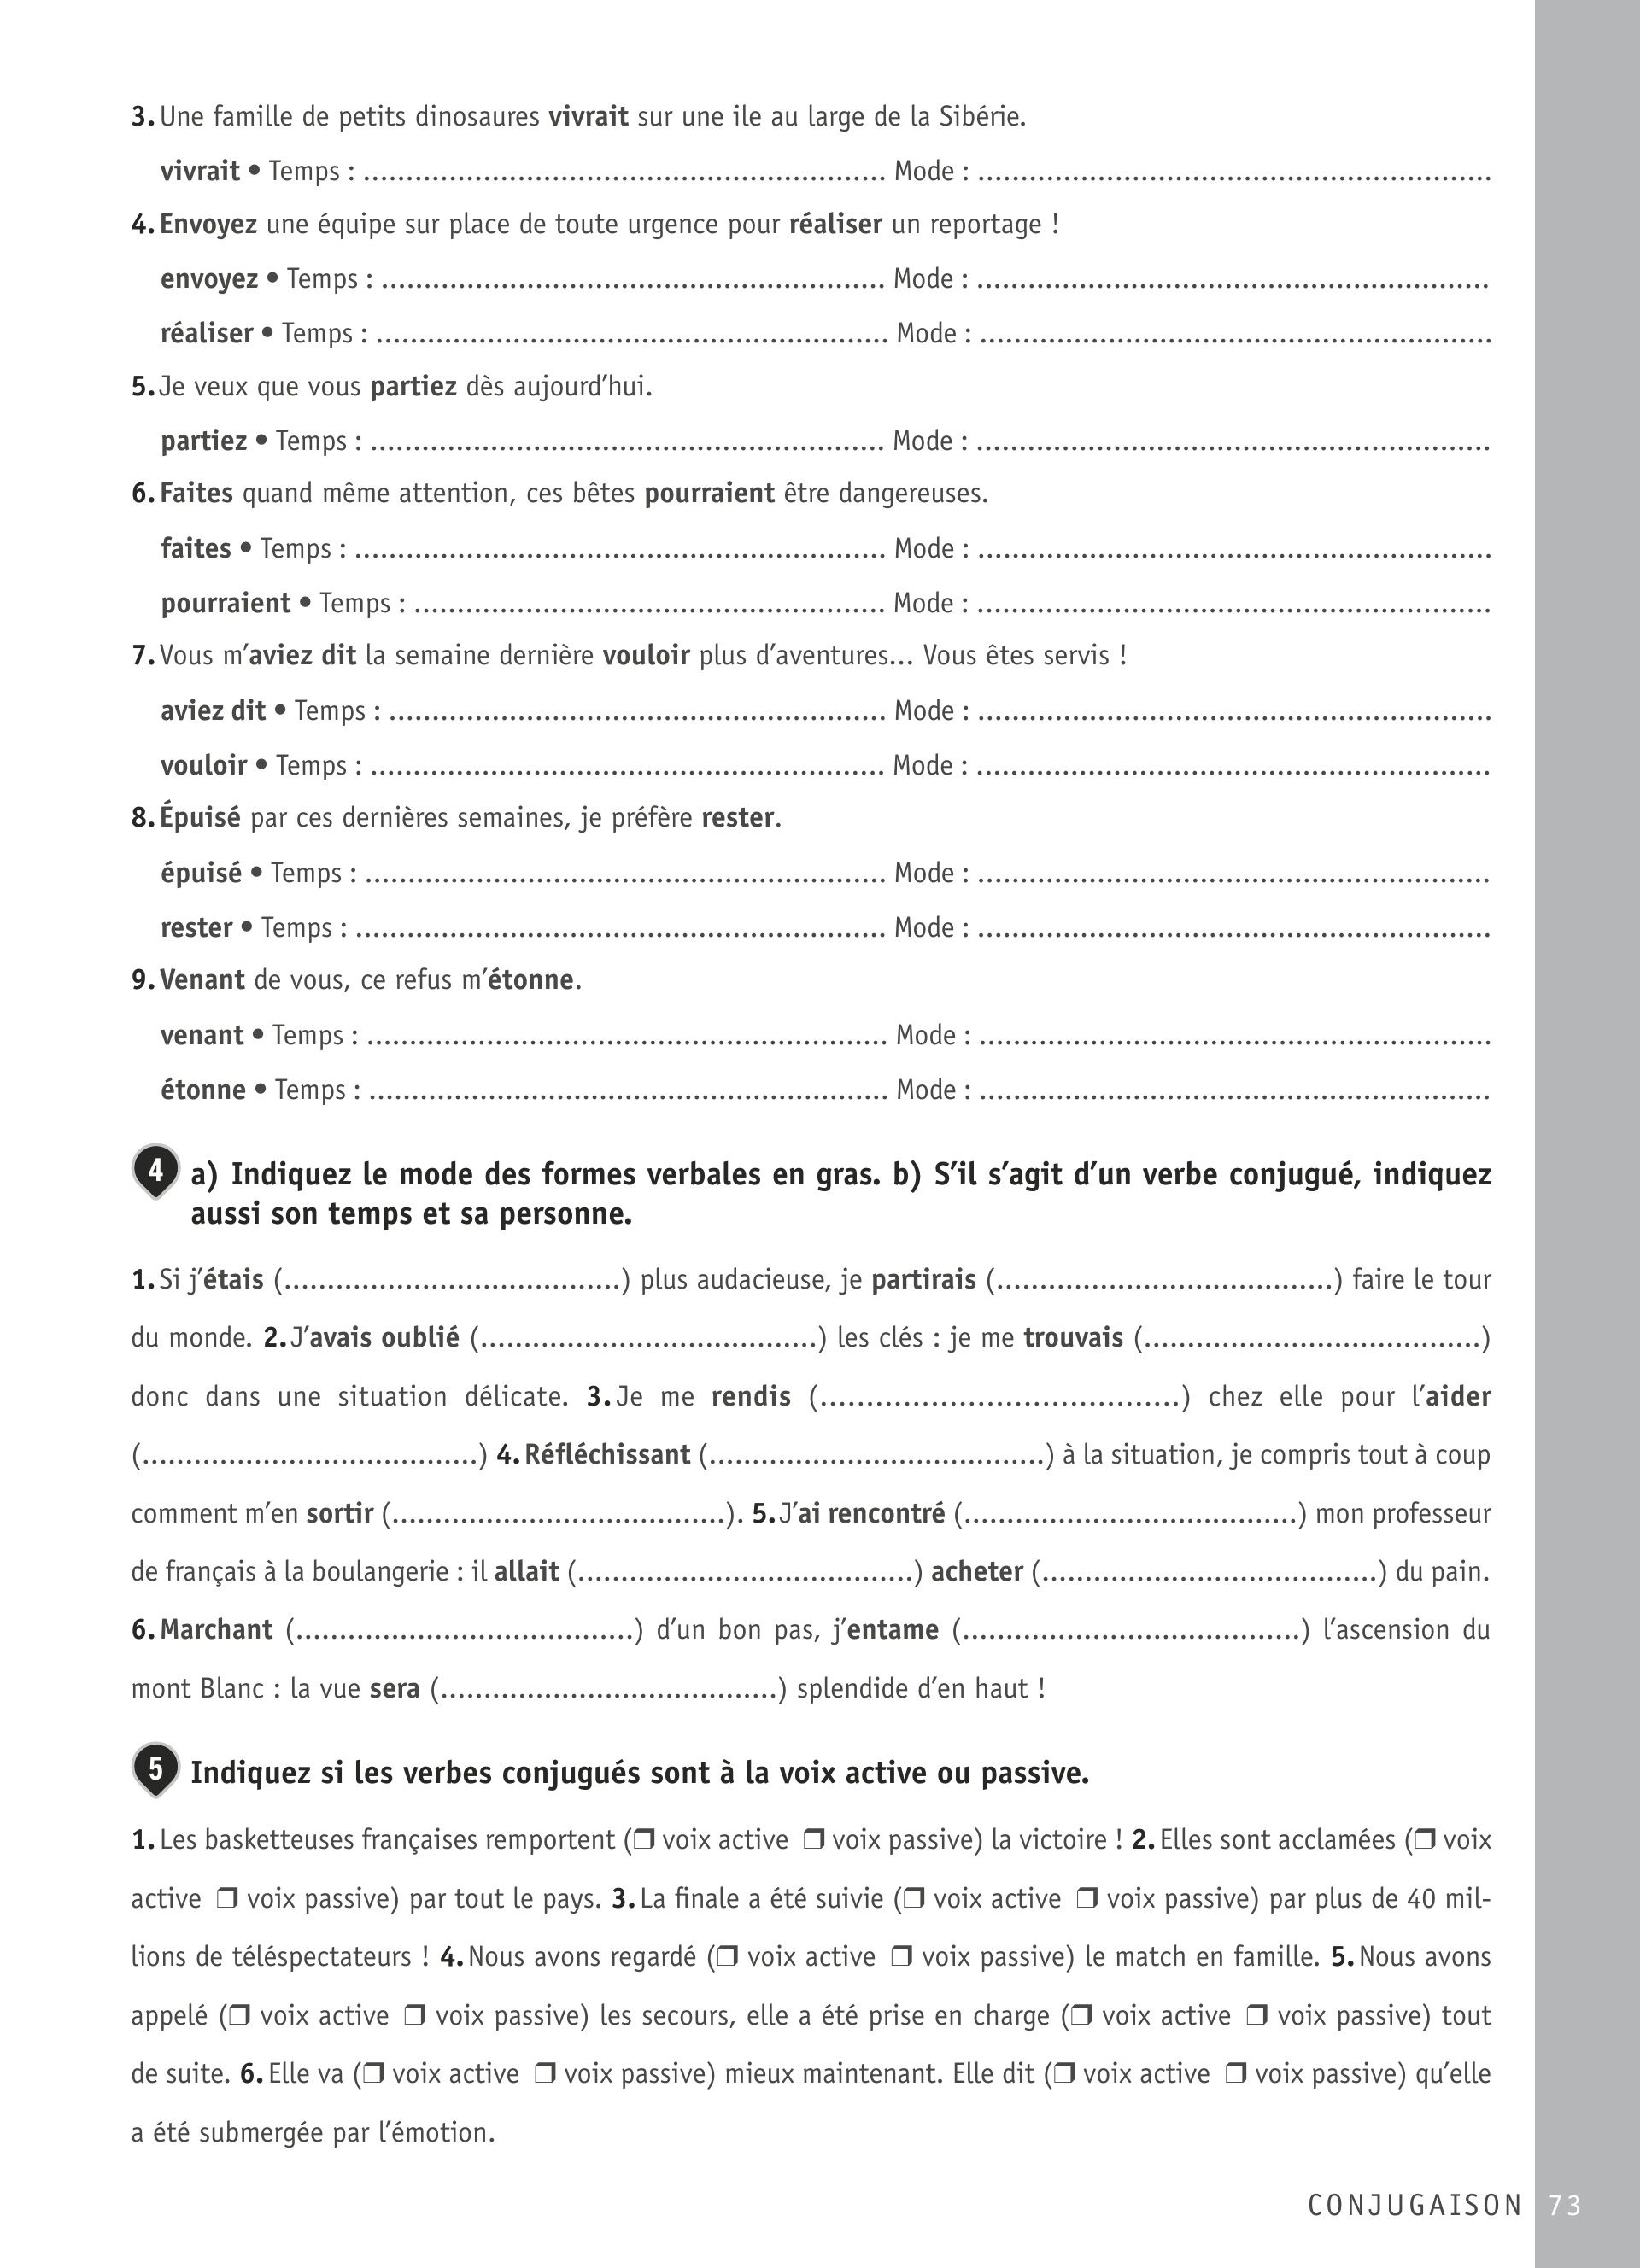 3. Une famille de petits dinosaures vivrait sur une ile au large de la Sibérie.
vivrait • Temps : ............................................................. Mode : ............................................................
4. Envoyez une équipe sur place de toute urgence pour réaliser un reportage !
envoyez • Temps : ........................................................... Mode : ............................................................
réaliser • Temps : ............................................................ Mode : ............................................................
5. Je veux que vous partiez dès aujourd’hui.
partiez • Temps : ............................................................ Mode : ............................................................
6. Faites quand même attention, ces bêtes pourraient être dangereuses.
faites • Temps : .............................................................. Mode : ............................................................
pourraient • Temps : ....................................................... Mode : ............................................................
7. Vous m’aviez dit la semaine dernière vouloir plus d’aventures... Vous êtes servis !
aviez dit • Temps : .......................................................... Mode : ............................................................
vouloir • Temps : ............................................................ Mode : ............................................................
8. Épuisé par ces dernières semaines, je préfère rester.
épuisé • Temps : ............................................................. Mode : ............................................................
rester • Temps : .............................................................. Mode : ............................................................
9. Venant de vous, ce refus m’étonne.
venant • Temps : ............................................................. Mode : ............................................................
étonne • Temps : ............................................................. Mode : ............................................................
4 a) Indiquez le mode des formes verbales en gras. b) S’il s’agit d’un verbe conjugué, indiquez
aussi son temps et sa personne.
1. Si j’étais (.......................................) plus audacieuse, je partirais (.......................................) faire le tour
du monde. 2. J’avais oublié (.......................................) les clés : je me trouvais (.......................................)
donc dans une situation délicate. 3. Je me rendis (.......................................) chez elle pour l’aider
(.......................................) 4. Réfléchissant (.......................................) à la situation, je compris tout à coup
comment m’en sortir (.......................................). 5. J’ai rencontré (.......................................) mon professeur
de français à la boulangerie : il allait (.......................................) acheter (.......................................) du pain.
6. Marchant (.......................................) d’un bon pas, j’entame (.......................................) l’ascension du
mont Blanc : la vue sera (.......................................) splendide d’en haut !
5 Indiquez si les verbes conjugués sont à la voix active ou passive.
1. Les basketteuses françaises remportent (❒ voix active ❒ voix passive) la victoire ! 2. Elles sont acclamées (❒ voix
active ❒ voix passive) par tout le pays. 3. La finale a été suivie (❒ voix active ❒ voix passive) par plus de 40 mil-
lions de téléspectateurs ! 4. Nous avons regardé (❒ voix active ❒ voix passive) le match en famille. 5. Nous avons
appelé (❒ voix active ❒ voix passive) les secours, elle a été prise en charge (❒ voix active ❒ voix passive) tout
de suite. 6. Elle va (❒ voix active ❒ voix passive) mieux maintenant. Elle dit (❒ voix active ❒ voix passive) qu’elle
a été submergée par l’émotion.
CONJUGAISON 73